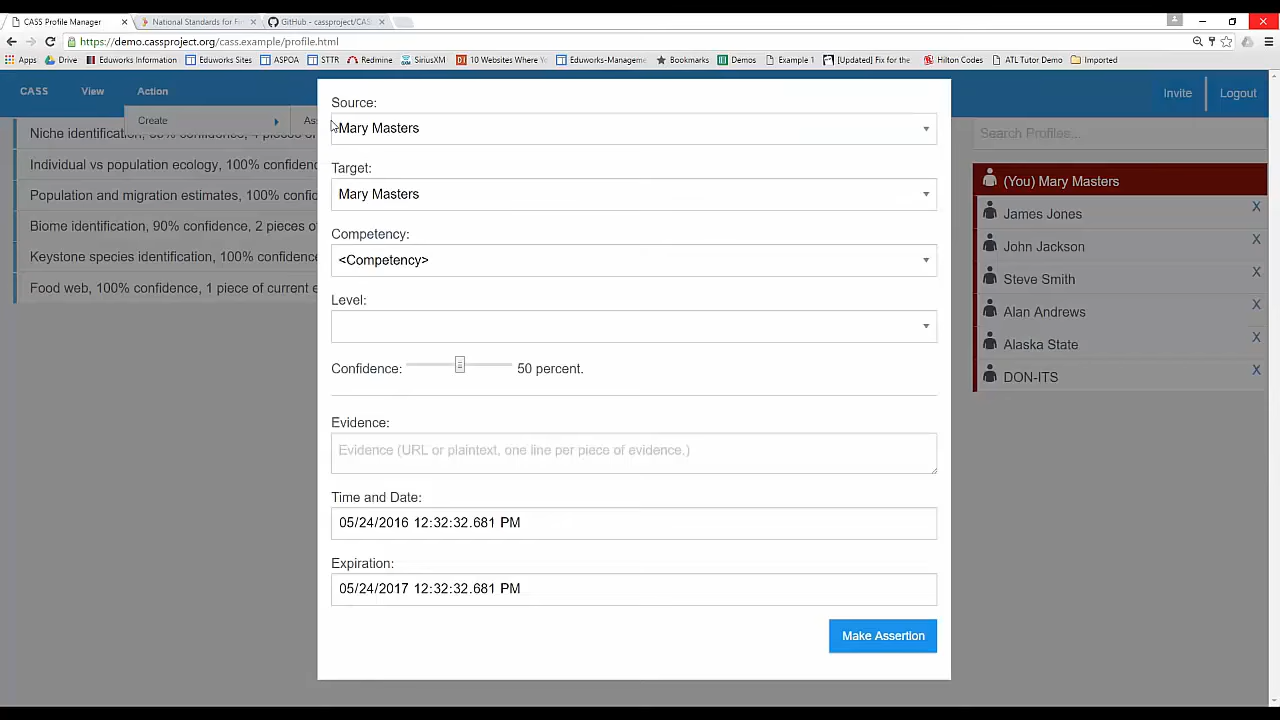 CASS Profile Manager
National Standards for Fi
GitHub - cassproject/CAS
https://demo.cassproject.org/cass.example/profile.html
Apps Drive Eduworks Information Eduworks Sites ASPOA STTR Redmine SiriusXM 10 Websites Where Y Eduworks-Manageme Bookmarks Demos Example 1 [Updated] Fix for the Hilton Codes ATL Tutor Demo Imported
CASS View Action Invite Logout
Create As
Niche identification,
Individual vs population ecology, 100% confidenc
Population and migration estimates, 100% confi
Biome identification, 90% confidence, 2 pieces of
Keystone species identification, 100% confidence
Food web, 100% confidence, 1 piece of current e
Source:
Mary Masters
Target:
Mary Masters
Competency:
<Competency>
Level:
Confidence: 50 percent.
Evidence:
Evidence (URL or plaintext, one line per piece of evidence.)
Time and Date:
05/24/2016 12:32:32.681 PM
Expiration:
05/24/2017 12:32:32.681 PM
Make Assertion
Search Profiles...
(You) Mary Masters
James Jones X
John Jackson X
Steve Smith X
Alan Andrews X
Alaska State X
DON-ITS X